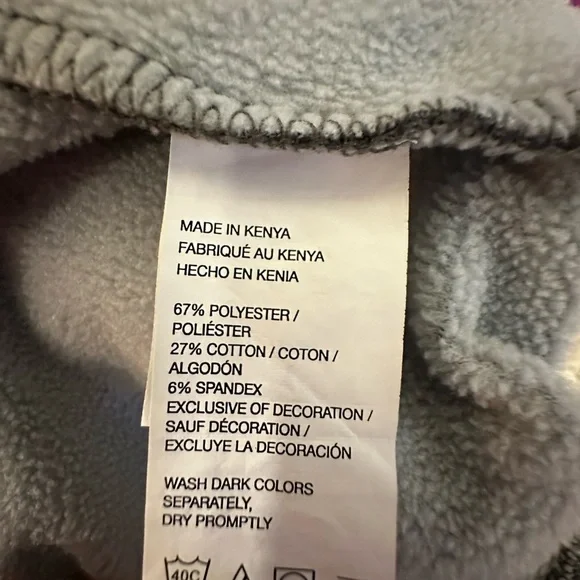 MADE IN KENYA
FABRIQUÉ AU KENYA
HECHO EN KENIA
67% POLYESTER /
POLIÉSTER
27% COTTON / COTON /
ALGODÓN
6% SPANDEX
EXCLUSIVE OF DECORATION /
SAUF DÉCORATION /
EXCLUYE LA DECORACIÓN
WASH DARK COLORS
SEPARATELY,
DRY PROMPTLY
40C